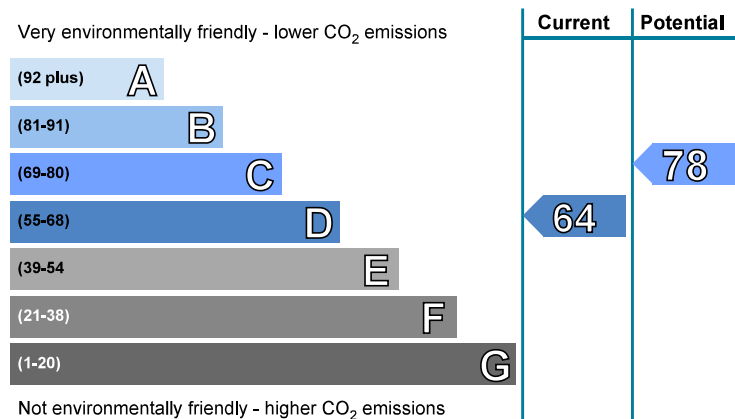 Very environmentally friendly - lower CO₂ emissions
Current
Potential
(92 plus) A
(81-91) B
(69-80) C
78
(55-68) D
64
(39-54 E
(21-38) F
(1-20) G
Not environmentally friendly - higher CO₂ emissions